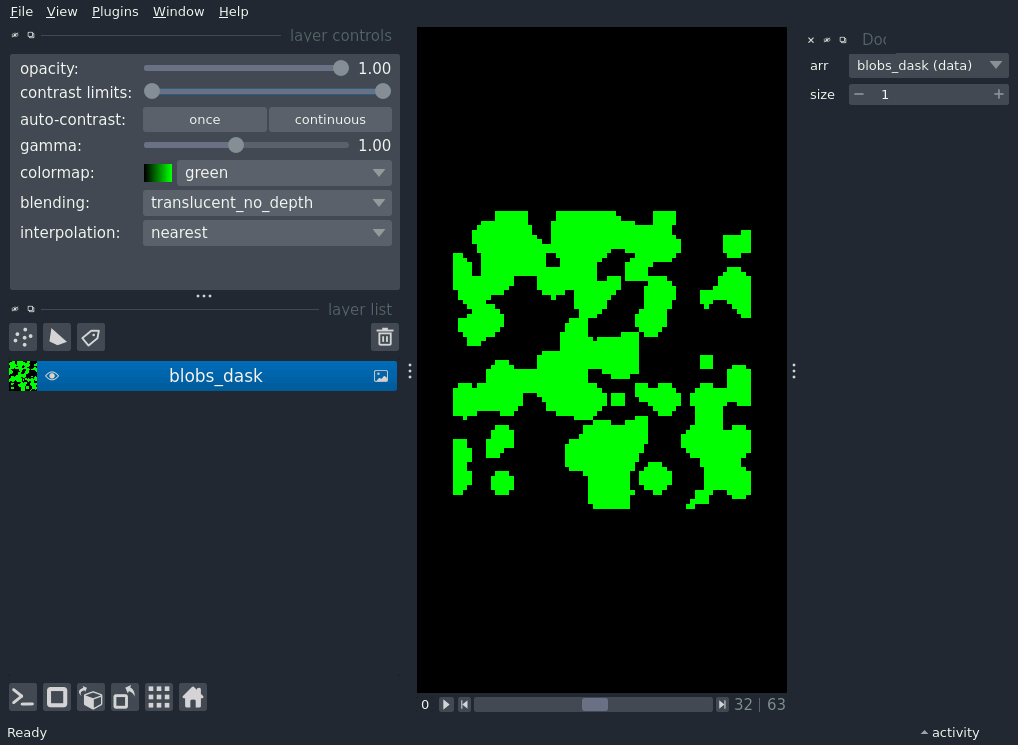 File View Plugins Window Help
layer controls
opacity: 1.00
contrast limits:
auto-contrast: once continuous
gamma: 1.00
colormap: green
blending: translucent_no_depth
interpolation: nearest
layer list
blobs_dask
0 32 | 63
Ready
arr blobs_dask (data)
size 1
activity